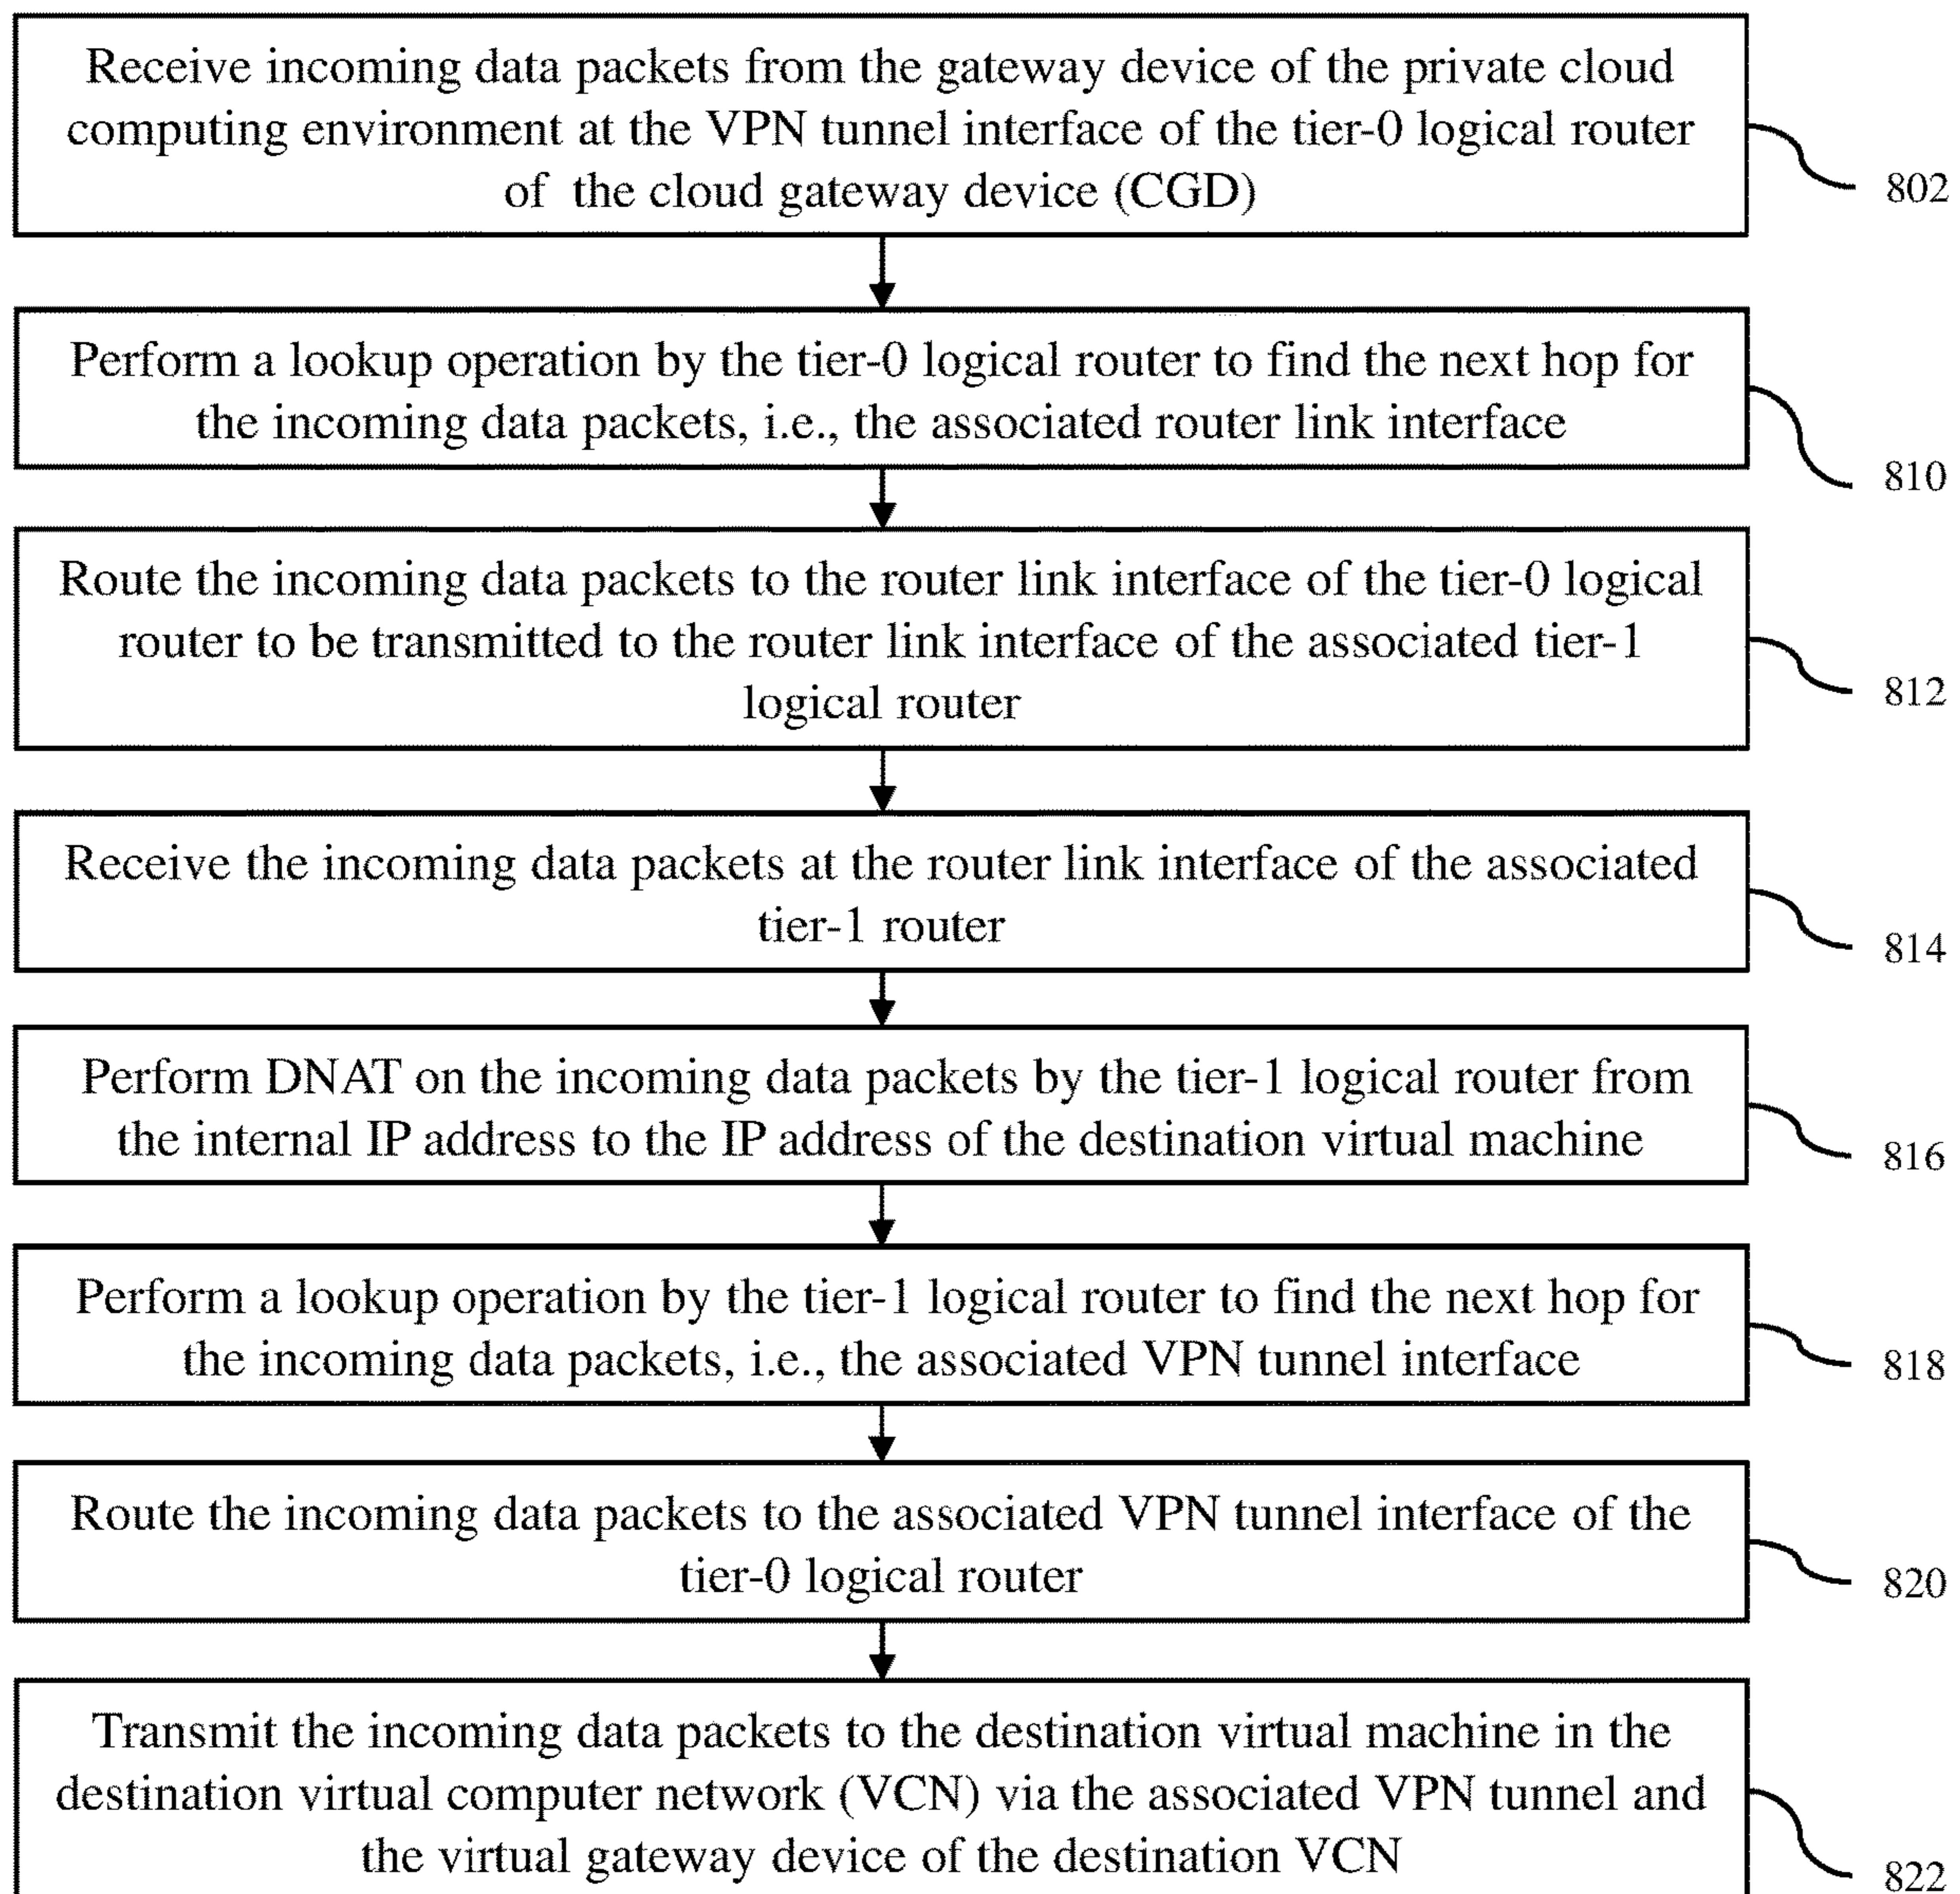 Receive incoming data packets from the gateway device of the private cloud
computing environment at the VPN tunnel interface of the tier-0 logical router
of the cloud gateway device (CGD)
802
Perform a lookup operation by the tier-0 logical router to find the next hop for
the incoming data packets, i.e., the associated router link interface
810
Route the incoming data packets to the router link interface of the tier-0 logical
router to be transmitted to the router link interface of the associated tier-1
logical router
812
Receive the incoming data packets at the router link interface of the associated
tier-1 router
814
Perform DNAT on the incoming data packets by the tier-1 logical router from
the internal IP address to the IP address of the destination virtual machine
816
Perform a lookup operation by the tier-1 logical router to find the next hop for
the incoming data packets, i.e., the associated VPN tunnel interface
818
Route the incoming data packets to the associated VPN tunnel interface of the
tier-0 logical router
820
Transmit the incoming data packets to the destination virtual machine in the
destination virtual computer network (VCN) via the associated VPN tunnel and
the virtual gateway device of the destination VCN
822